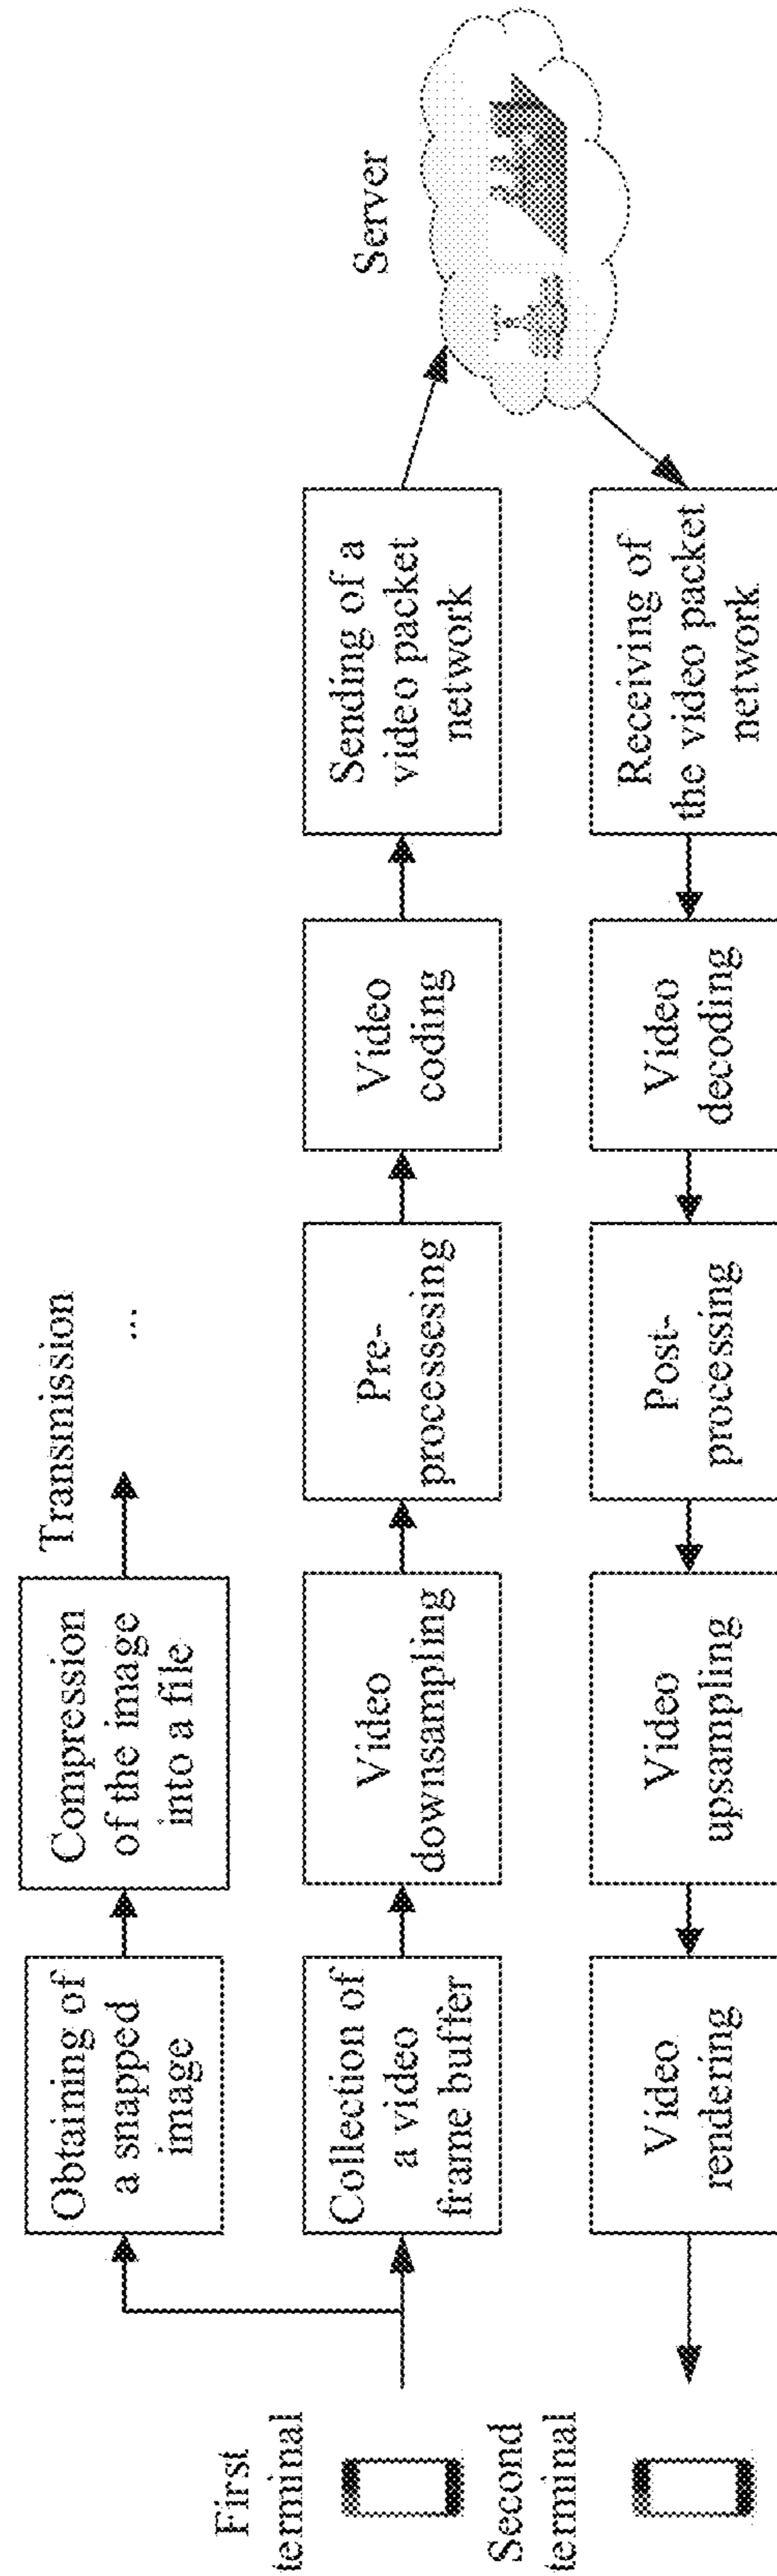 Transmission
...
Obtaining of
a snapped
image
Compression
of the image
into a file
Server
First
terminal
Collection of
a video
frame buffer
Video
downsampling
Pre-
processesing
Video
coding
Sending of a
video packet
network
Second
terminal
Video
rendering
Video
upsampling
Post-
processing
Video
decoding
Receiving of
the video packet
network